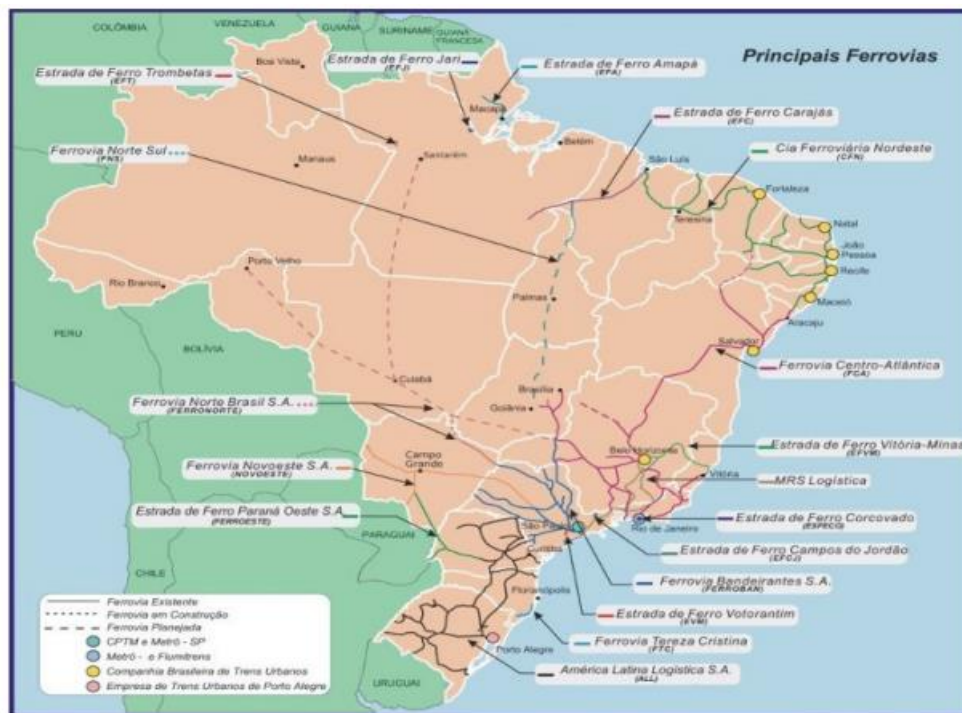 COLÔMBIA
VENEZUELA
GUIANA
SURINAME
GUIANA
FRANCESA
Principais Ferrovias
Boa Vista
Estrada de Ferro Jari
(EFJ)
Estrada de Ferro Amapá
(EFA)
Estrada de Ferro Trombetas
(EFT)
Macapá
Estrada de Ferro Carajás
(EFC)
Ferrovia Norte Sul
(FNS)
Manaus
Santarém
Belém
São Luis
Cia Ferroviária Nordeste
(CFN)
Fortaleza
Teresina
Natal
João
Pessoa
Recife
Porto Velho
Rio Branco
Palmas
Maceió
Aracaju
PERU
BOLÍVIA
Salvador
Cuiabá
Brasília
Goiânia
Ferrovia Centro-Atlântica
(FCA)
Ferrovia Norte Brasil S.A.
(FERRONORTE)
Estrada de Ferro Vitória-Minas
(EFVM)
Belo Horizonte
Campo
Grande
Ferrovia Novoeste S.A.
(NOVOESTE)
Vitória
MRS Logística
Estrada de Ferro Paraná Oeste S.A.
(FERROESTE)
São Paulo
Rio de Janeiro
Estrada de Ferro Corcovado
PARAGUAI
Curitiba
Estrada de Ferro Campos do Jordão
(EFCJ)
CHILE
Ferrovia Bandeirantes S.A.
(FERROBAN)
Florianópolis
Estrada de Ferro Votorantim
(EVM)
Ferrovia Tereza Cristina
(FTC)
Porto Alegre
América Latina Logística S.A.
(ALL)
URUGUAI
Ferrovia Existente
Ferrovia em Construção
Ferrovia Planejada
CPTM e Metrô - SP
Metrô - e Flumitrens
Companhia Brasileira de Trens Urbanos
Empresa de Trens Urbanos de Porto Alegre